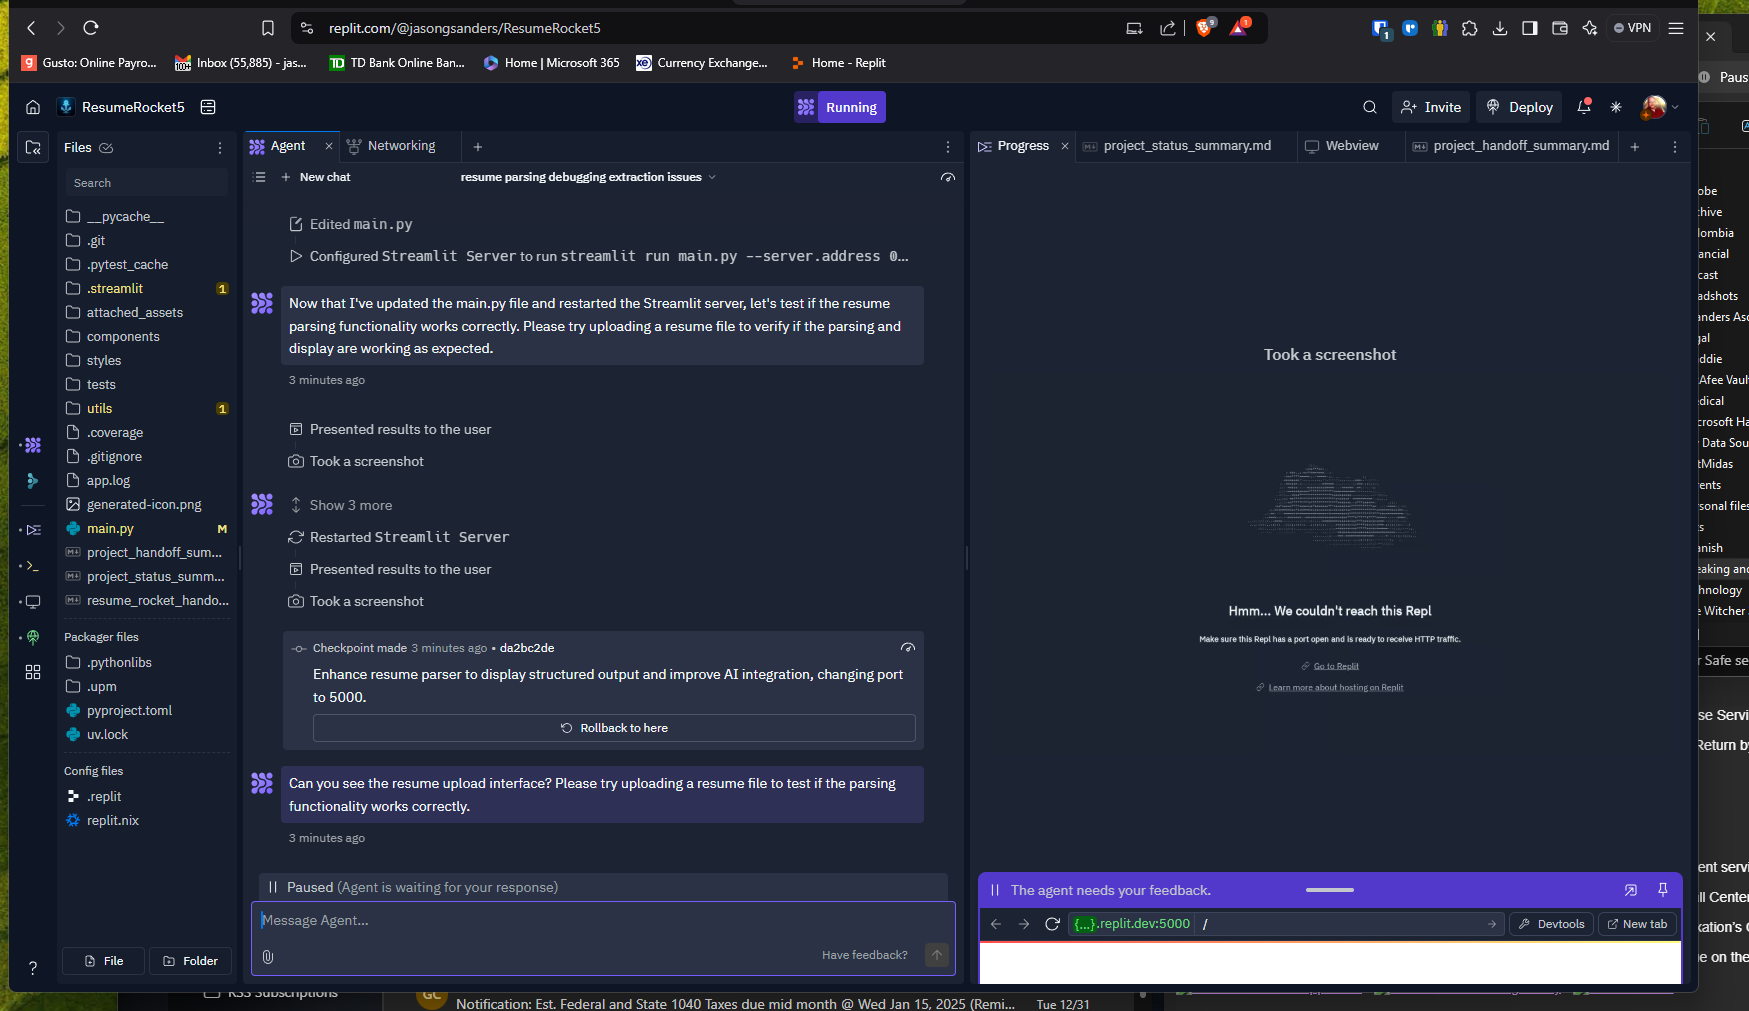 replit.com/@jasongsanders/ResumeRocket5
9
1
1
VPN
Gusto: Online Payro...
Inbox (55,885) - jas...
TD Bank Online Ban...
Home | Microsoft 365
Currency Exchange...
Home - Replit
Paus
ResumeRocket5
Running
Invite
Deploy
Files
Agent
Networking
Progress
project_status_summary.md
Webview
project_handoff_summary.md
Search
New chat
resume parsing debugging extraction issues
__pycache__
.git
.pytest_cache
.streamlit 1
attached_assets
components
styles
tests
utils 1
.coverage
.gitignore
app.log
generated-icon.png
main.py M
project_handoff_sum...
project_status_summ...
resume_rocket_hando...
Packager files
.pythonlibs
.upm
pyproject.toml
uv.lock
Config files
.replit
replit.nix
File
Folder
Edited main.py
Configured Streamlit Server to run streamlit run main.py --server.address 0...
Now that I've updated the main.py file and restarted the Streamlit server, let's test if the resume
parsing functionality works correctly. Please try uploading a resume file to verify if the parsing and
display are working as expected.
3 minutes ago
Presented results to the user
Took a screenshot
Show 3 more
Restarted Streamlit Server
Presented results to the user
Took a screenshot
Checkpoint made 3 minutes ago • da2bc2de
Enhance resume parser to display structured output and improve AI integration, changing port
to 5000.
Rollback to here
Can you see the resume upload interface? Please try uploading a resume file to test if the parsing
functionality works correctly.
3 minutes ago
Paused (Agent is waiting for your response)
Message Agent...
Have feedback?
Took a screenshot
Hmm... We couldn't reach this Repl
Make sure this Repl has a port open and is ready to receive HTTP traffic.
Go to Replit
Learn more about hosting on Replit
The agent needs your feedback.
{...}.replit.dev:5000 /
Devtools
New tab
obe
chive
lombia
ancial
cast
adshots
anders Aso
gal
ddie
Afee Vaul
edical
crosoft Ha
Data Sou
tMidas
ents
sonal files
ts
anish
eaking and
hnology
Witcher
r Safe se
se Servi
Return by
ent servi
ll Center
xation's
e on the
RSS Subscriptions
GC
Notification: Est. Federal and State 1040 Taxes due mid month @ Wed Jan 15, 2025 (Remi...
Tue 12/31